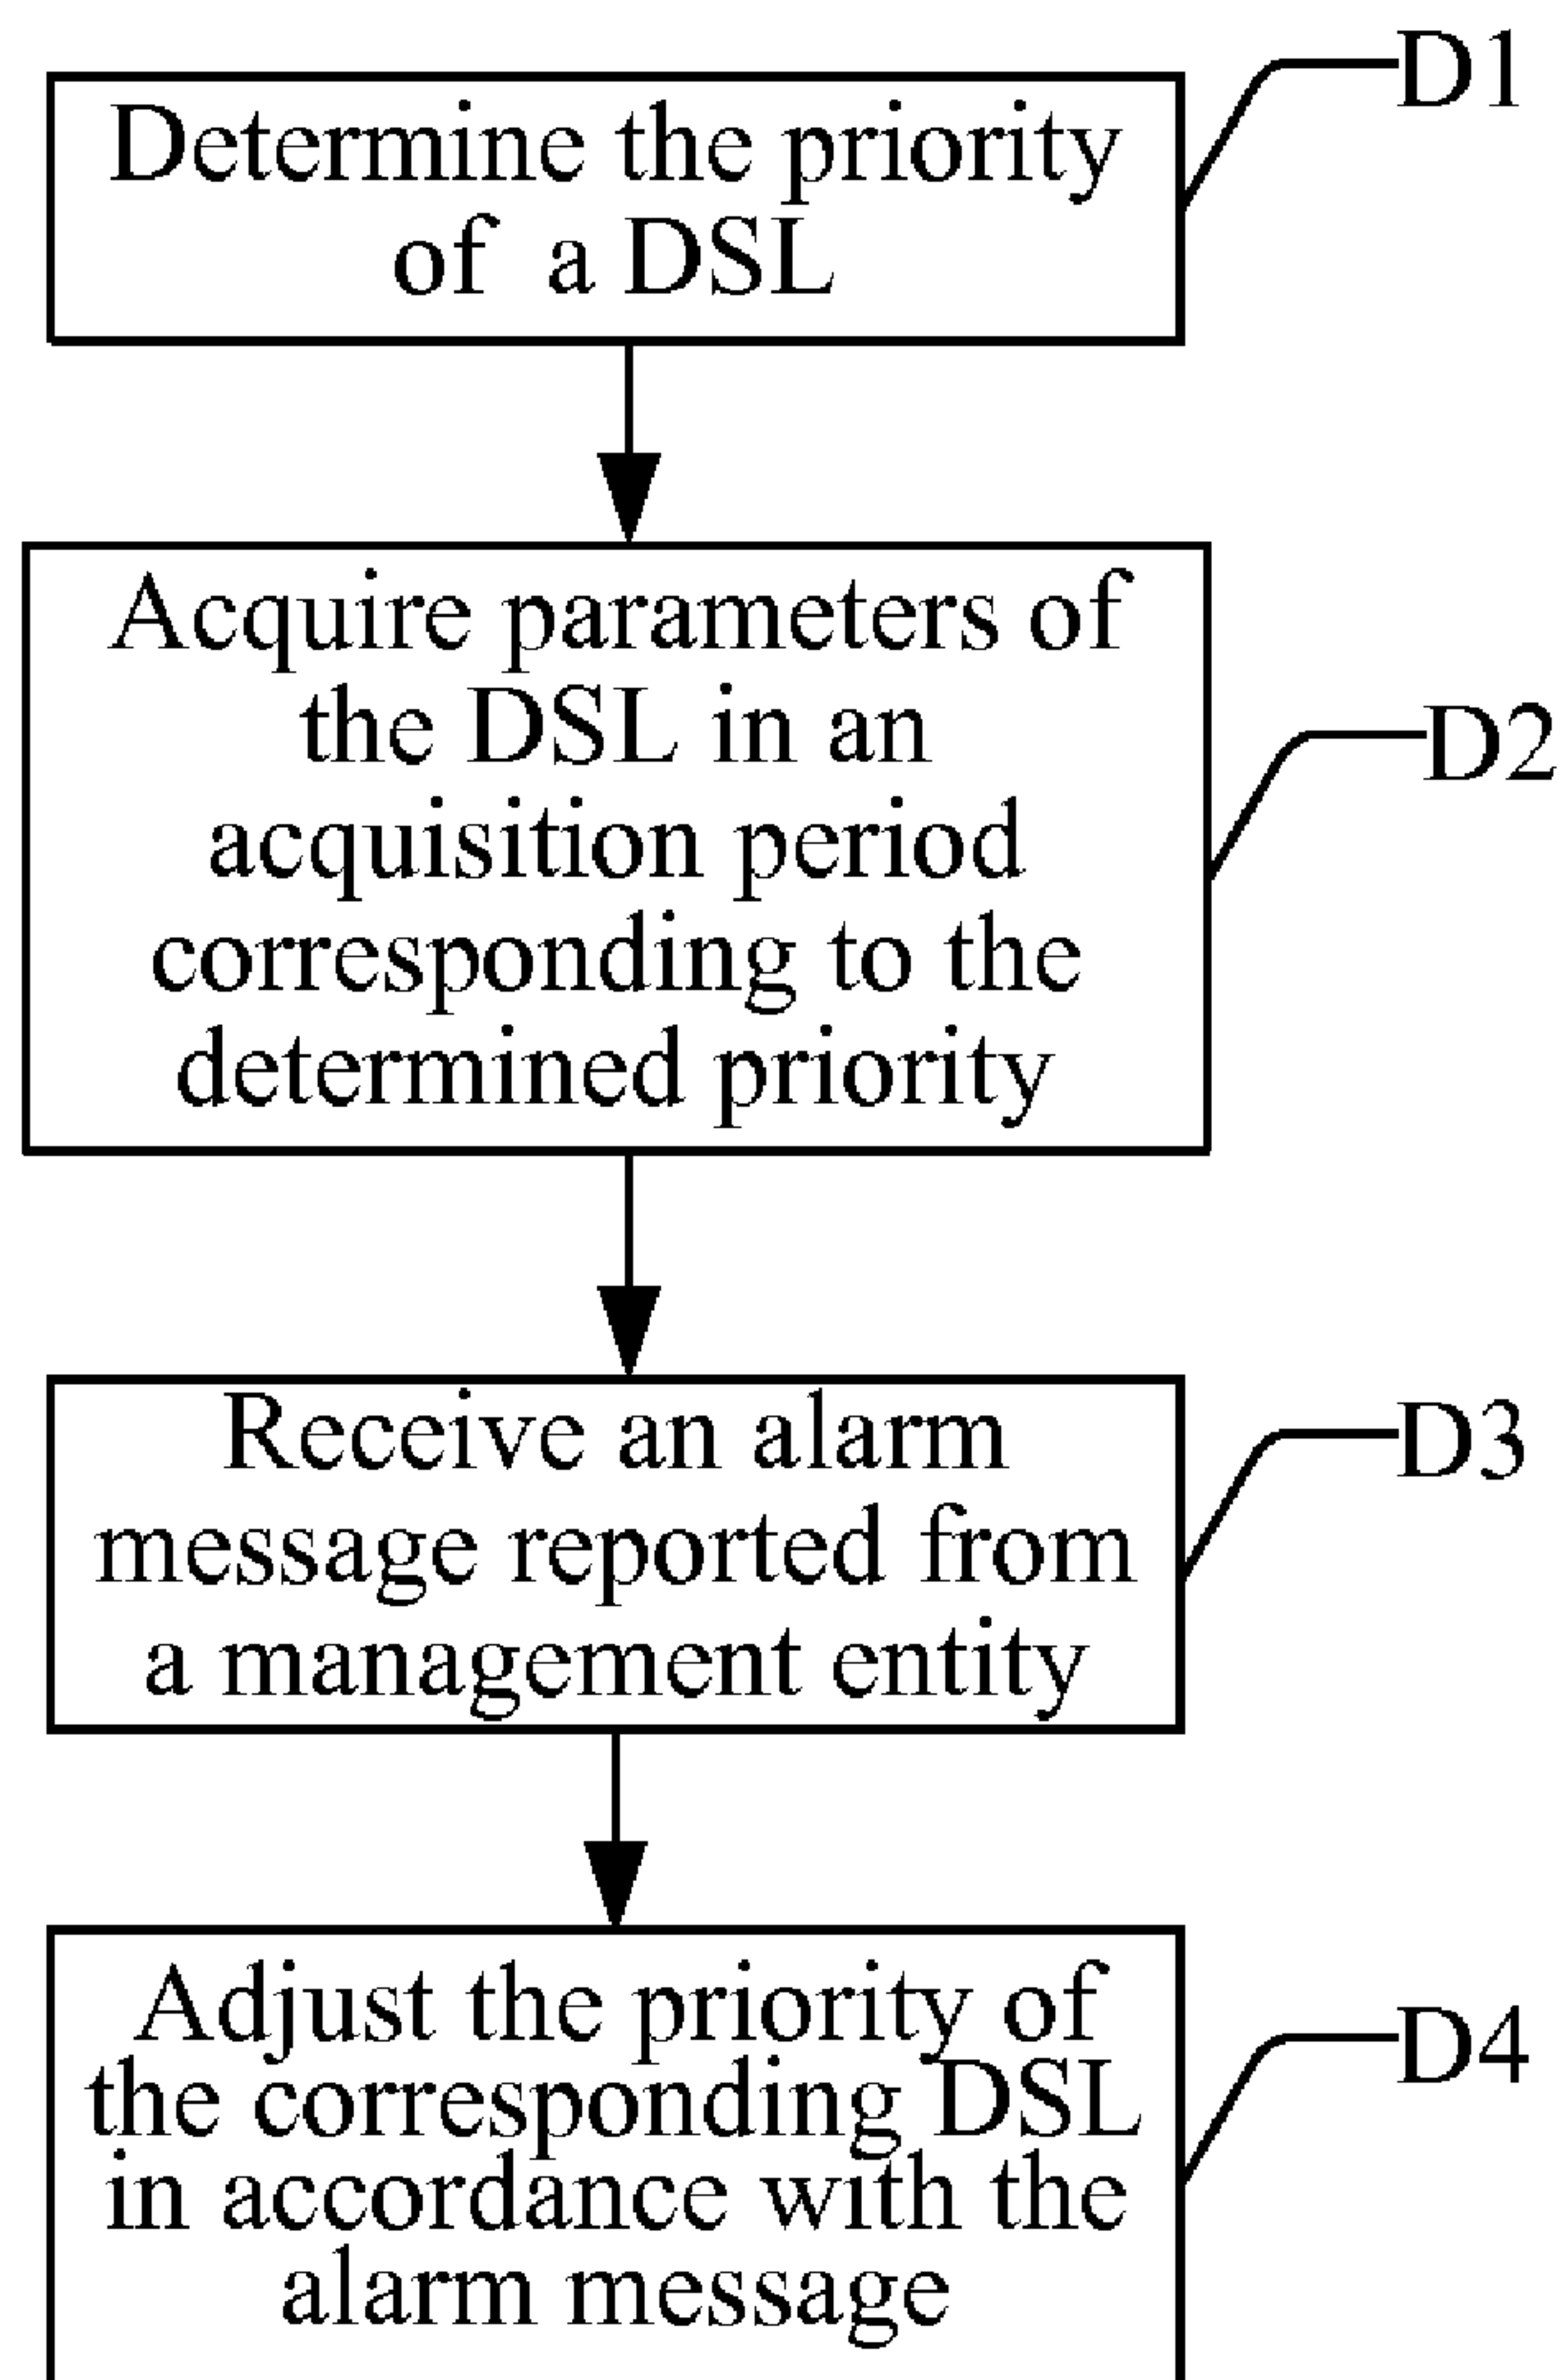 D1
Determine the priority
of a DSL
Acquire parameters of
the DSL in an
acquisition period
corresponding to the
determined priority
D2
Receive an alarm
message reported from
a management entity
D3
Adjust the priority of
the corresponding DSL
in accordance with the
alarm message
D4